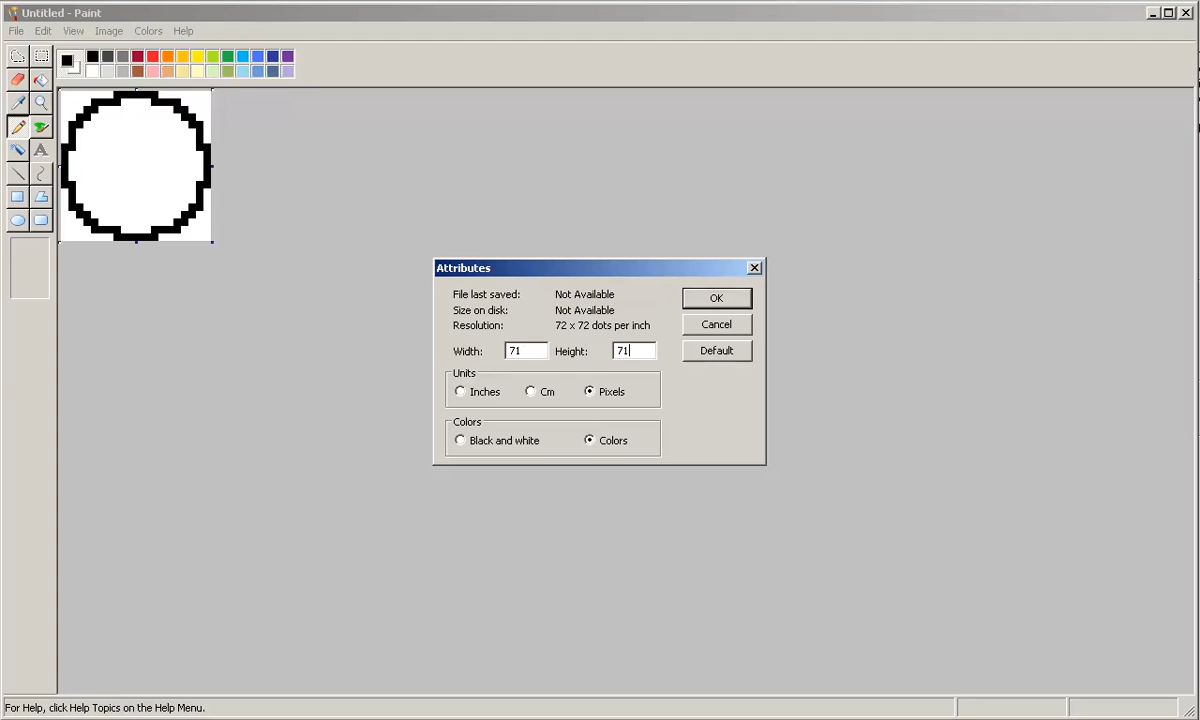 Untitled - Paint
File Edit View Image Colors Help
A
Attributes
File last saved: Not Available
Size on disk: Not Available
Resolution: 72 x 72 dots per inch
Width: 71 Height: 71
OK
Cancel
Default
Units
Inches Cm Pixels
Colors
Black and white Colors
For Help, click Help Topics on the Help Menu.